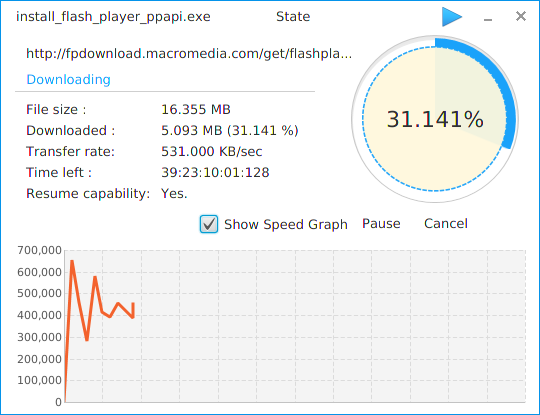 install_flash_player_ppapi.exe State
http://fpdownload.macromedia.com/get/flashpla...
Downloading
File size : 16.355 MB
Downloaded : 5.093 MB (31.141 %)
Transfer rate: 531.000 KB/sec
Time left : 39:23:10:01:128
Resume capability: Yes.
31.141%
Show Speed Graph Pause Cancel
700,000
600,000
500,000
400,000
300,000
200,000
100,000
0